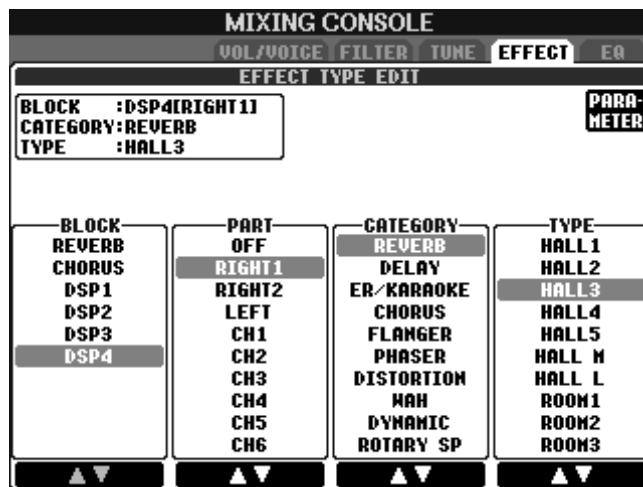 MIXING CONSOLE
VOL/VOICE FILTER TUNE EFFECT EQ
EFFECT TYPE EDIT
BLOCK :DSP4[RIGHT1]
CATEGORY:REVERB
TYPE :HALL3
PARA-
METER
BLOCK
REVERB
CHORUS
DSP1
DSP2
DSP3
DSP4
PART
OFF
RIGHT1
RIGHT2
LEFT
CH1
CH2
CH3
CH4
CH5
CH6
CATEGORY
REVERB
DELAY
ER/KARAOKE
CHORUS
FLANGER
PHASER
DISTORTION
WAH
DYNAMIC
ROTARY SP
TYPE
HALL1
HALL2
HALL3
HALL4
HALL5
HALL M
HALL L
ROOM1
ROOM2
ROOM3